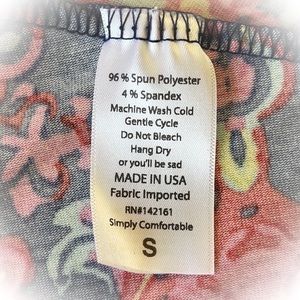 96 % Spun Polyester
4 % Spandex
Machine Wash Cold
Gentle Cycle
Do Not Bleach
Hang Dry
or you'll be sad
MADE IN USA
Fabric Imported
RN#142161
Simply Comfortable
S